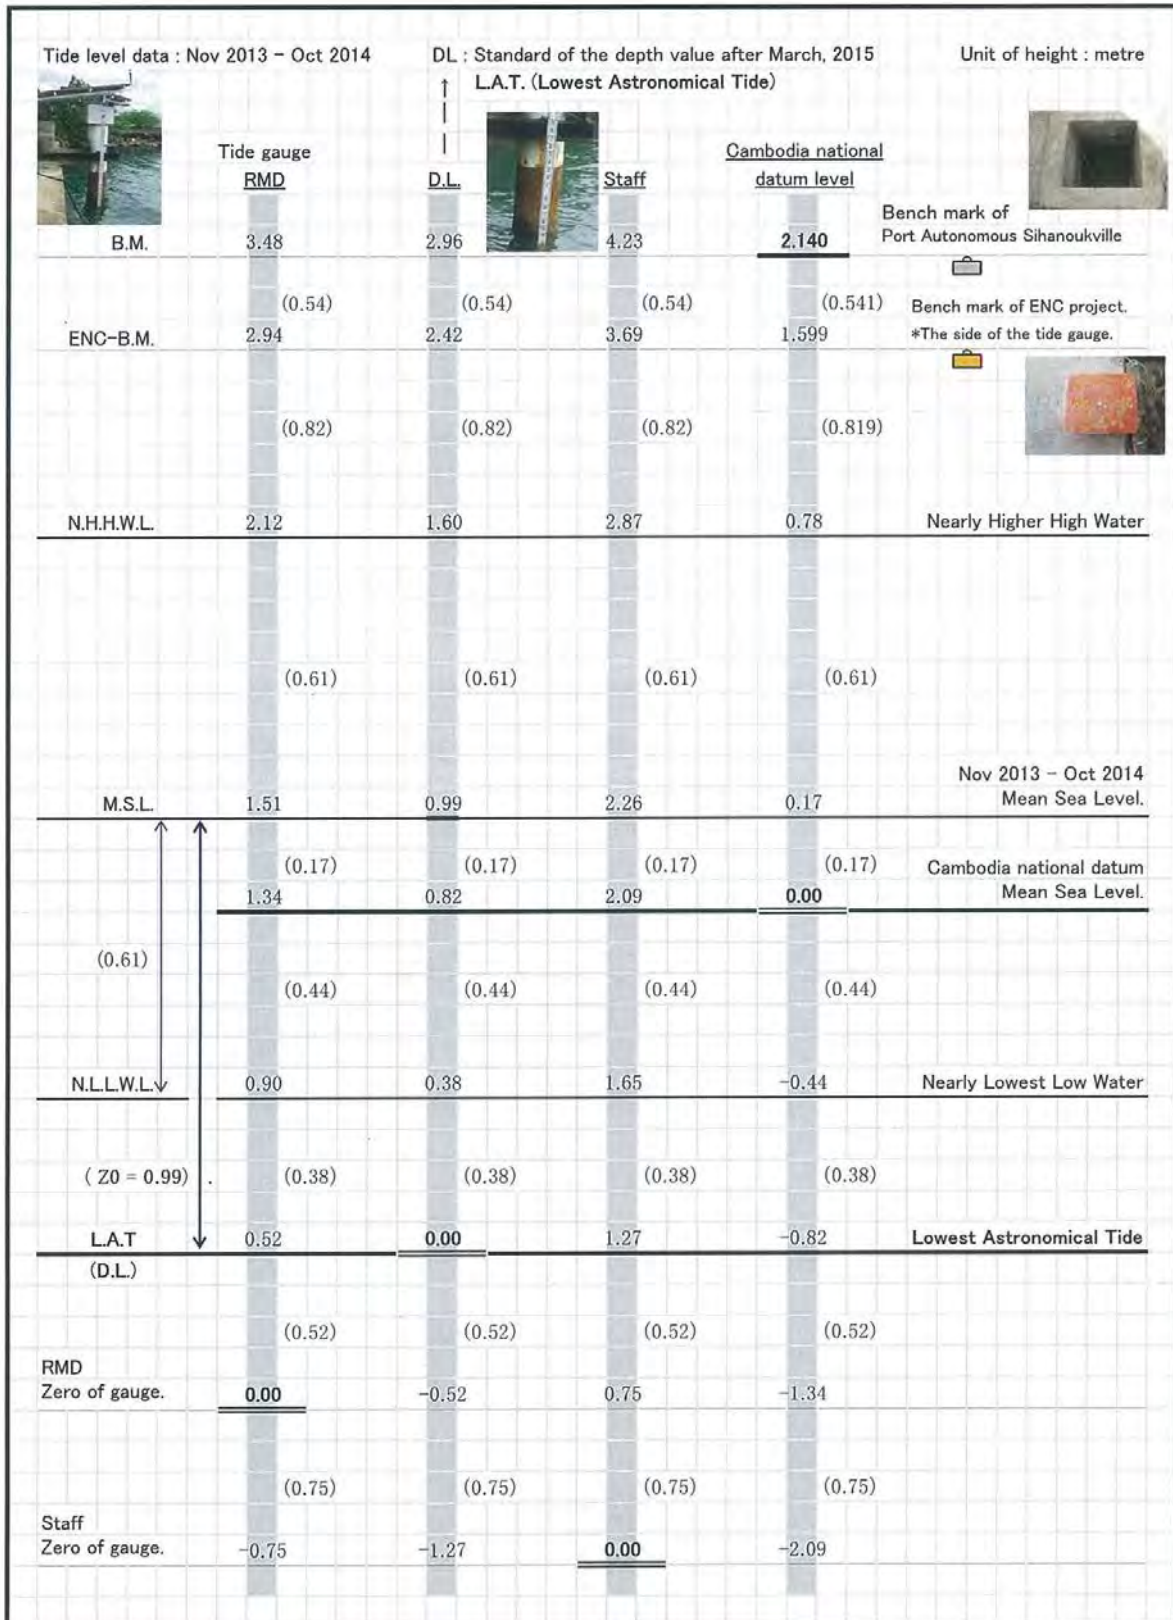 Tide level data : Nov 2013 - Oct 2014 DL : Standard of the depth value after March, 2015 Unit of height : metre
L.A.T. (Lowest Astronomical Tide)
Tide gauge Cambodia national
RMD D.L. Staff datum level
Bench mark of
B.M. 3.48 2.96 4.23 2.140 Port Autonomous Sihanoukville
(0.54) (0.54) (0.54) (0.541) Bench mark of ENC project.
ENC-B.M. 2.94 2.42 3.69 1.599 *The side of the tide gauge.
(0.82) (0.82) (0.82) (0.819)
N.H.H.W.L. 2.12 1.60 2.87 0.78 Nearly Higher High Water
(0.61) (0.61) (0.61) (0.61)
Nov 2013 - Oct 2014
M.S.L. 1.51 0.99 2.26 0.17 Mean Sea Level.
(0.17) (0.17) (0.17) (0.17) Cambodia national datum
1.34 0.82 2.09 0.00 Mean Sea Level.
(0.61)
(0.44) (0.44) (0.44) (0.44)
N.L.L.W.L. 0.90 0.38 1.65 -0.44 Nearly Lowest Low Water
( Z0 = 0.99) . (0.38) (0.38) (0.38) (0.38)
L.A.T 0.52 0.00 1.27 -0.82 Lowest Astronomical Tide
(D.L.)
(0.52) (0.52) (0.52) (0.52)
RMD
Zero of gauge. 0.00 -0.52 0.75 -1.34
(0.75) (0.75) (0.75) (0.75)
Staff
Zero of gauge. -0.75 -1.27 0.00 -2.09